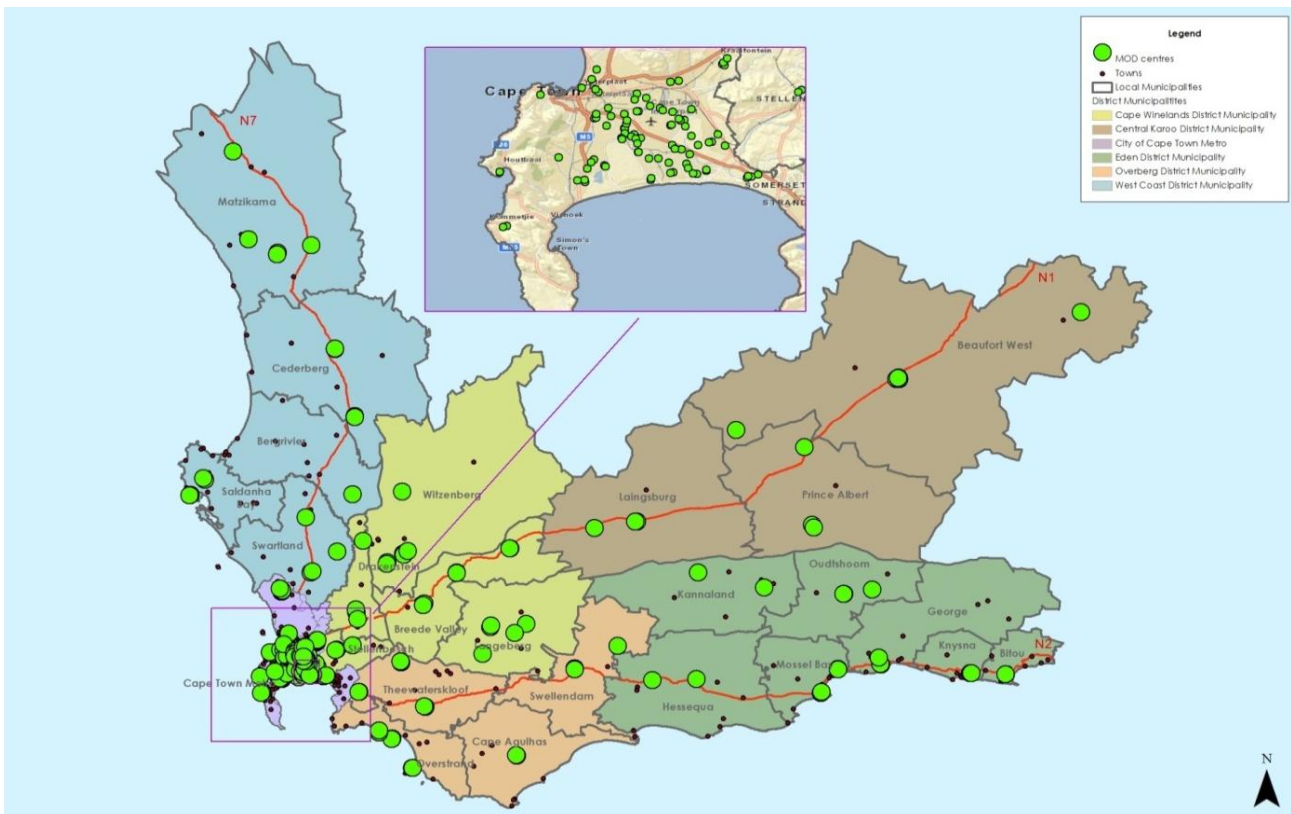 Legend
MOD centres
Towns
Local Municipalities
District Municipalitites
Cape Winelands District Municipality
Central Karoo District Municipality
City of Cape Town Metro
Eden District Municipality
Overberg District Municipality
West Coast District Municipality
Kraaifontein
Cape Town
STELLEN
M5
Houtbaai
Kommetjie
Vishoek
Simon's
Town
SOMERSET
STRAND
N7
Matzikama
N1
Beaufort West
Cederberg
Bergrivier
Saldanha
Bay
Witzenberg
Laingsburg
Prince Albert
Swartland
Drakenstein
Oudtshoorn
Kannaland
George
Breede Valley
Stellenbosch
Langeberg
Knysna
Bitou
N2
Mossel Bay
Cape Town Me
Theewaterskloof
Swellendam
Hessequa
Cape Agulhas
Overstrand
N